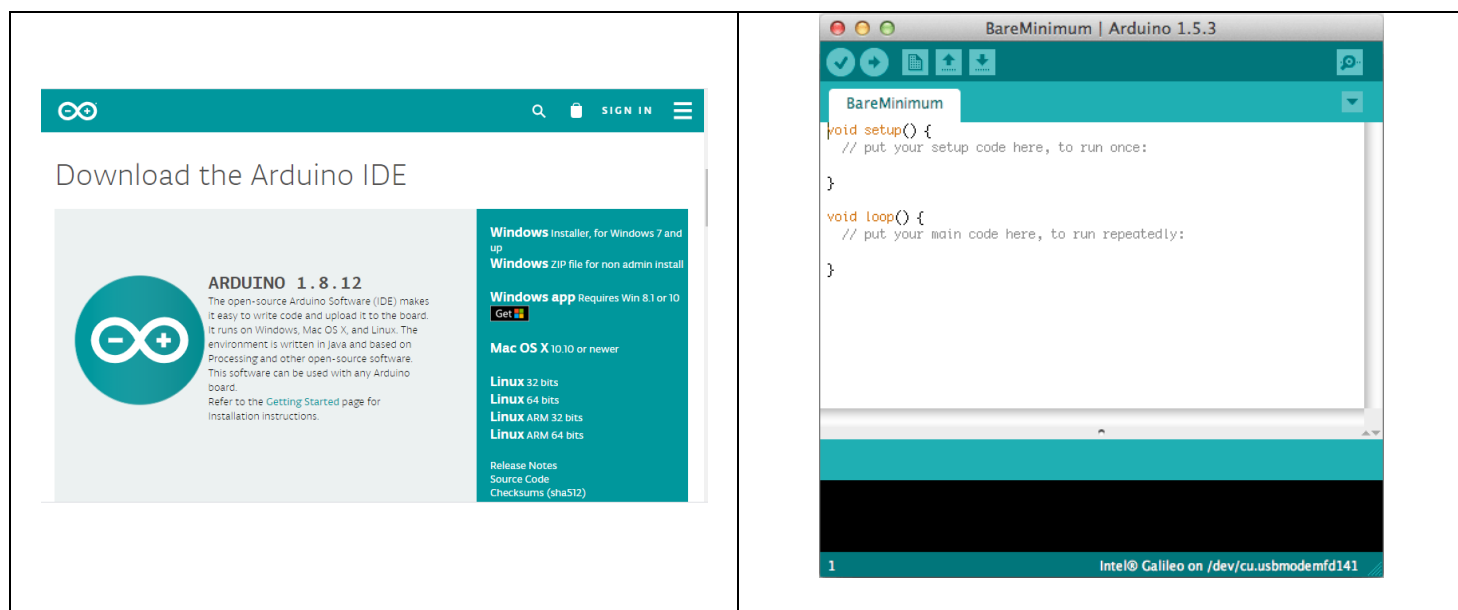 SIGN IN
Download the Arduino IDE
ARDUINO 1.8.12
The open-source Arduino Software (IDE) makes
it easy to write code and upload it to the board.
It runs on Windows, Mac OS X, and Linux. The
environment is written in Java and based on
Processing and other open-source software.
This software can be used with any Arduino
board.
Refer to the Getting Started page for
Installation instructions.
Windows Installer, for Windows 7 and
up
Windows ZIP file for non admin install
Windows app Requires Win 8.1 or 10
Get
Mac OS X 10.10 or newer
Linux 32 bits
Linux 64 bits
Linux ARM 32 bits
Linux ARM 64 bits
Release Notes
Source Code
Checksums (sha512)
BareMinimum | Arduino 1.5.3
BareMinimum
void setup() {
// put your setup code here, to run once:
}
void loop() {
// put your main code here, to run repeatedly:
}
1
Intel® Galileo on /dev/cu.usbmodemfd141